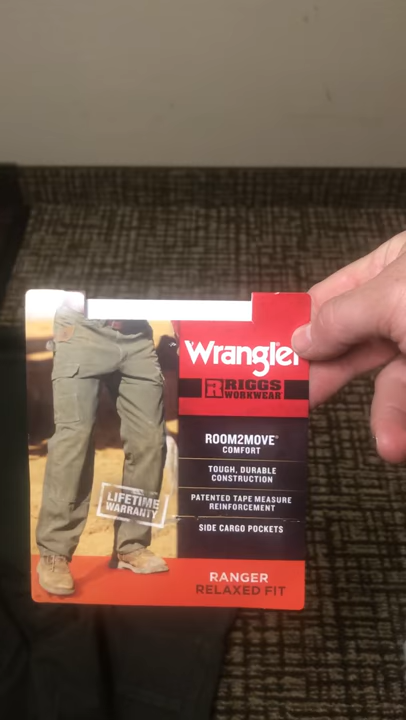 Wrangler
RIGGS
WORKWEAR®
ROOM2MOVE®
COMFORT
TOUGH, DURABLE
CONSTRUCTION
PATENTED TAPE MEASURE
REINFORCEMENT
SIDE CARGO POCKETS
LIFETIME
WARRANTY
RANGER
RELAXED FIT